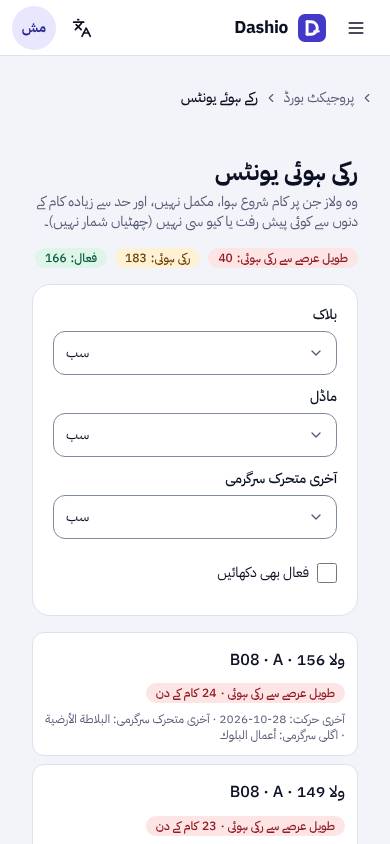 Dashio
مش
پروجیکٹ بورڈ
رکی ہوئی یونٹس
رکی ہوئی یونٹس
وہ ولاز جن پر کام شروع ہوا، مکمل نہیں، اور حد سے زیادہ کام کے
دنوں سے کوئی پیش رفت یا کیو سی نہیں (چھٹیاں شمار نہیں)۔
طویل عرصے سے رکی ہوئی: 40
رکی ہوئی: 183
فعال: 166
بلاک
سب
ماڈل
سب
آخری متحرک سرگرمی
سب
فعال بھی دکھائیں
ولا 156 · B08 · A
طویل عرصے سے رکی ہوئی · 24 کام کے دن
آخری حرکت: 28-10-2026 · آخری متحرک سرگرمی: البلاطة الأرضية
· اگلی سرگرمی: أعمال البلوك
ولا 149 · B08 · A
طویل عرصے سے رکی ہوئی · 23 کام کے دن